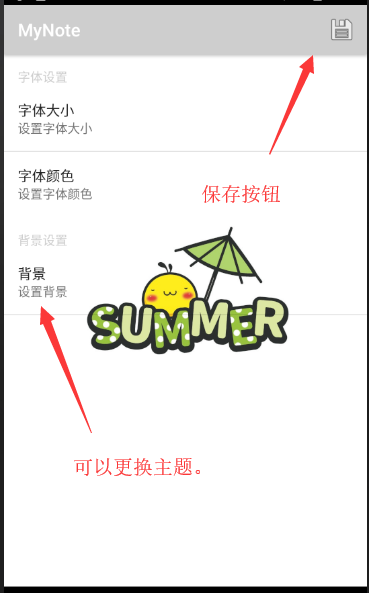 MyNote
字体设置
字体大小
设置字体大小
字体颜色
设置字体颜色
保存按钮
背景设置
背景
设置背景
SUMMER
可以更换主题。